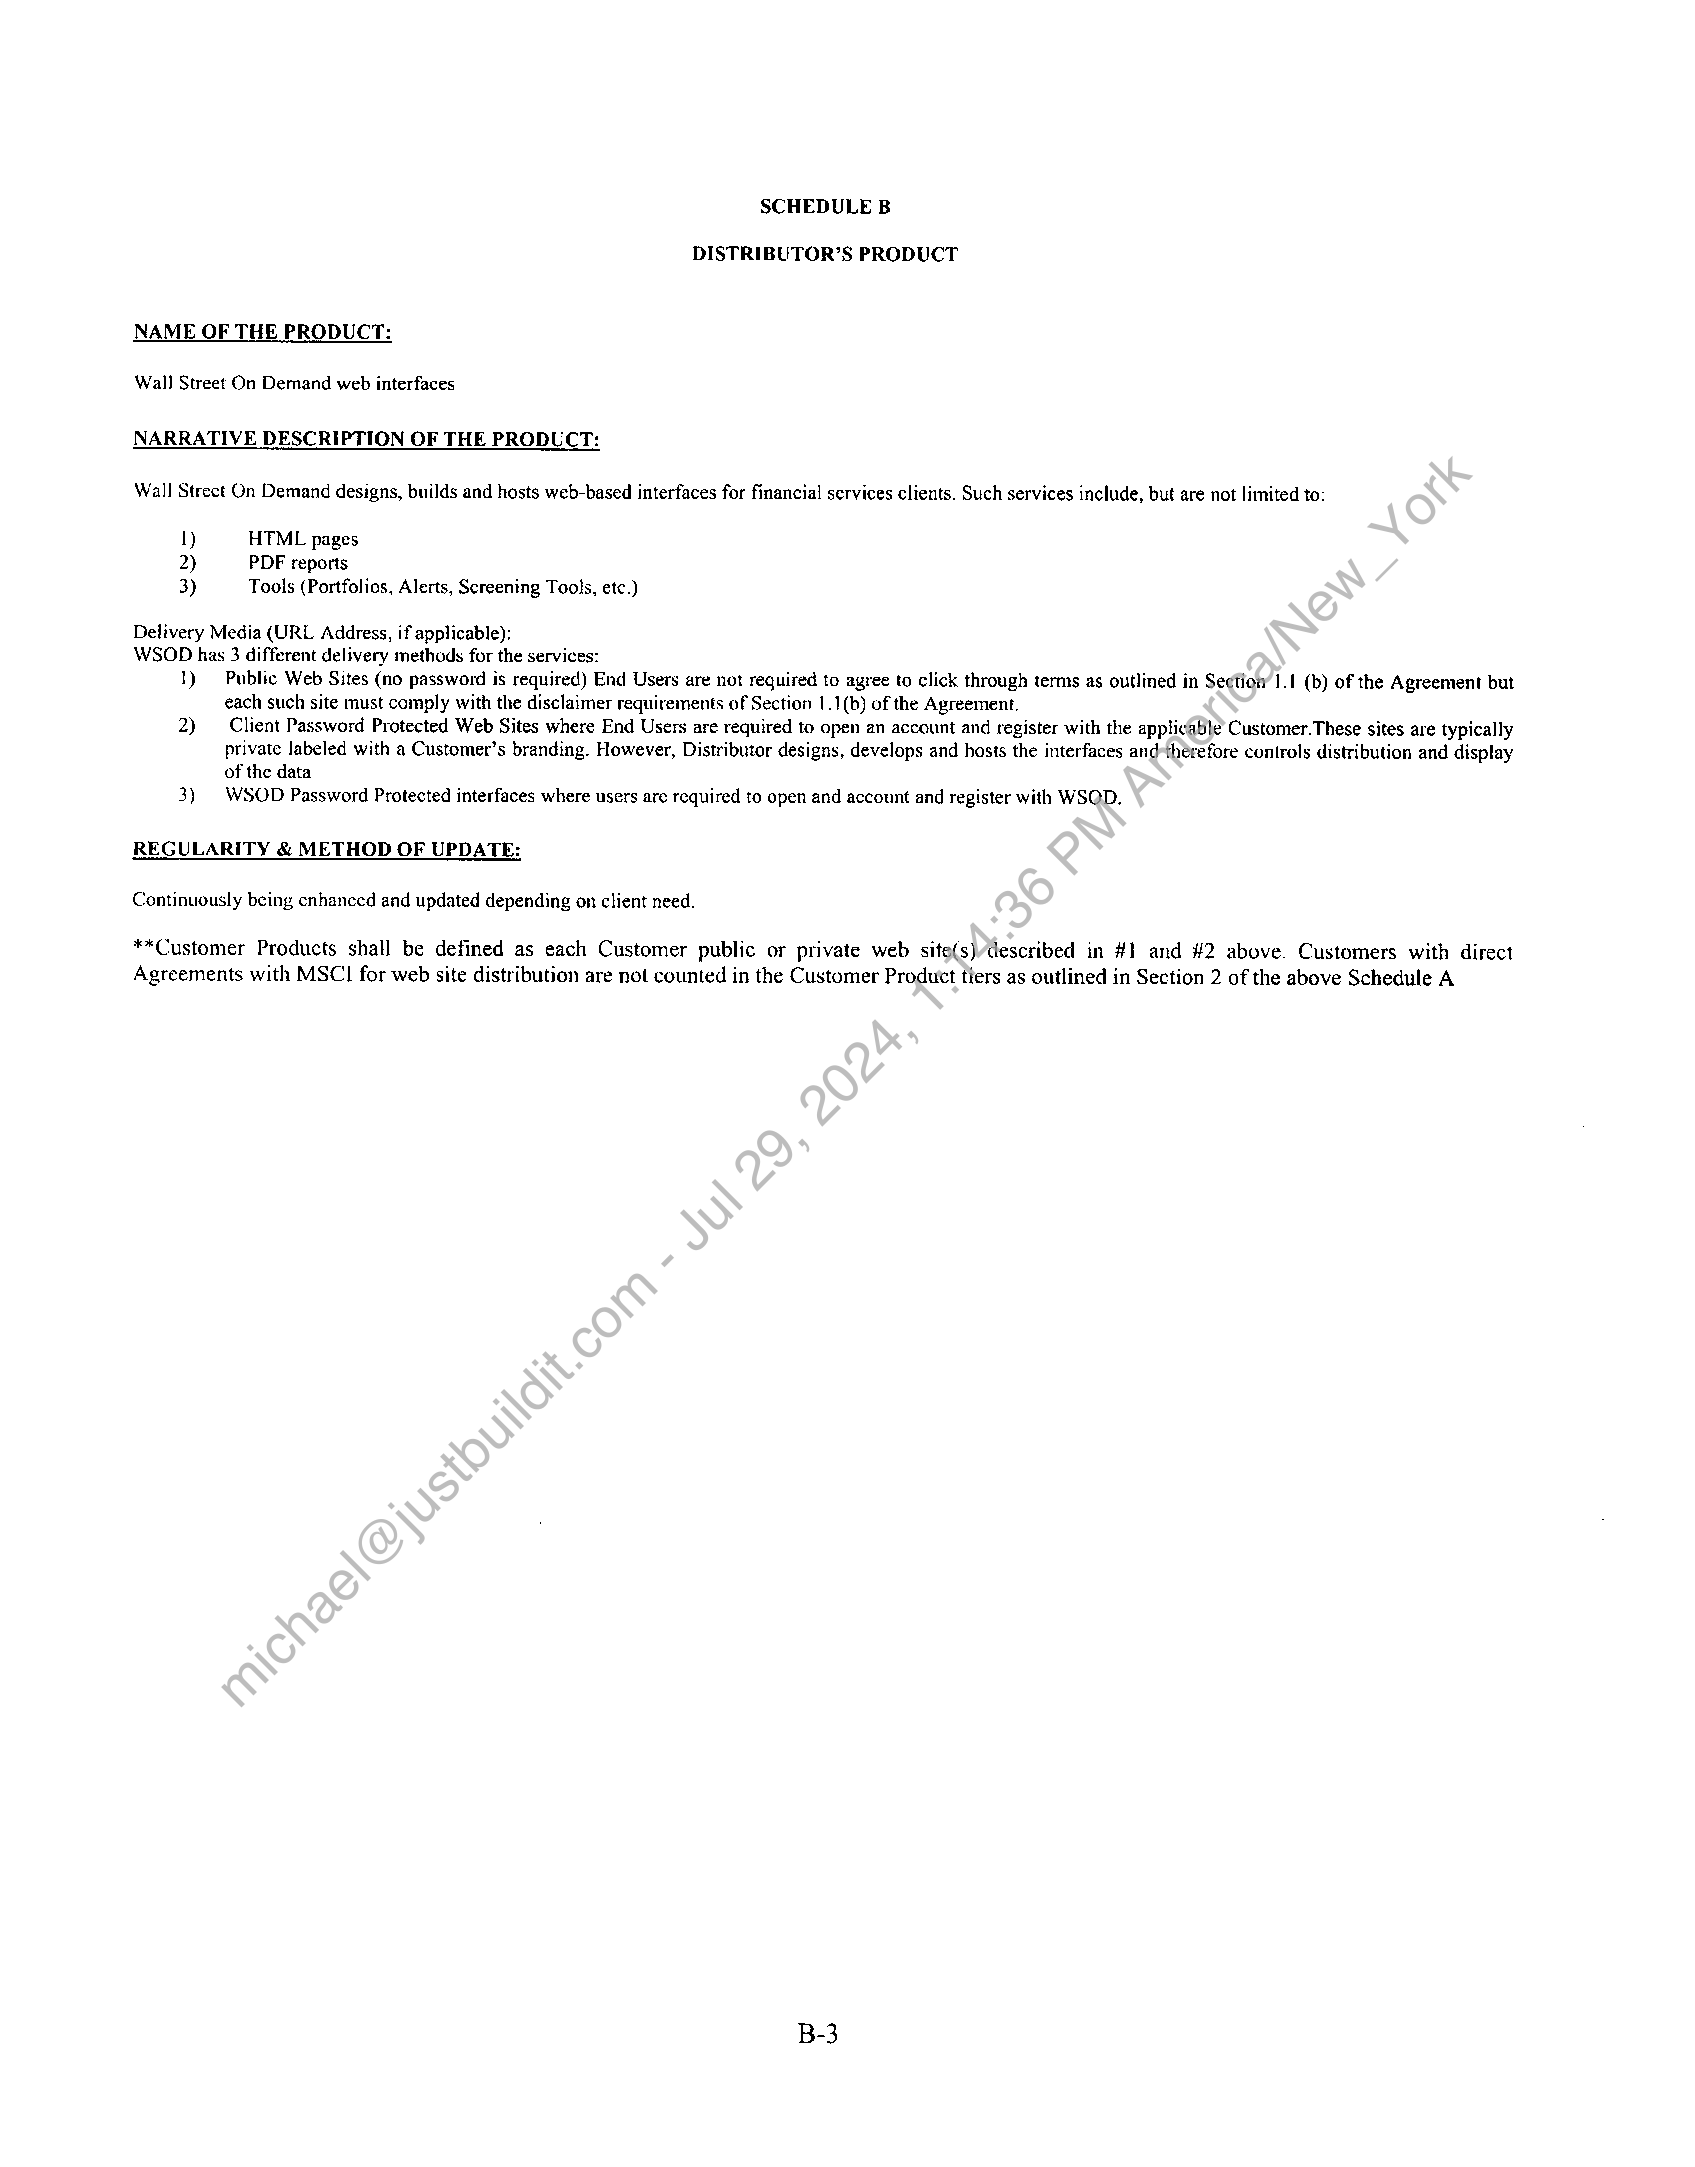 SCHEDULE B
DISTRIBUTOR'S PRODUCT
NAME OF THE PRODUCT:
Wall Street On Demand web interfaces
NARRATIVE DESCRIPTION OF THE PRODUCT:
Wall Street On Demand designs, builds and hosts web-based interfaces for financial services clients. Such services include, but are not limited to:
1) HTML pages
2) PDF reports
3) Tools (Portfolios, Alerts, Screening Tools, etc.)
Delivery Media (URL Address, if applicable):
WSOD has 3 different delivery methods for the services:
1) Public Web Sites (no password is required) End Users are not required to agree to click through terms as outlined in Section 1.1 (b) of the Agreement but
each such site must comply with the disclaimer requirements of Section 1.1(b) of the Agreement.
2) Client Password Protected Web Sites where End Users are required to open an account and register with the applicable Customer.These sites are typically
private labeled with a Customer's branding. However, Distributor designs, develops and hosts the interfaces and therefore controls distribution and display
of the data
3) WSOD Password Protected interfaces where users are required to open and account and register with WSOD.
REGULARITY & METHOD OF UPDATE:
Continuously being enhanced and updated depending on client need.
**Customer Products shall be defined as each Customer public or private web site(s) described in #1 and #2 above. Customers with direct
Agreements with MSCI for web site distribution are not counted in the Customer Product tiers as outlined in Section 2 of the above Schedule A
michael@justbuildit.com - Jul 29, 2024, 1:14:36 PM America/New_York
B-3